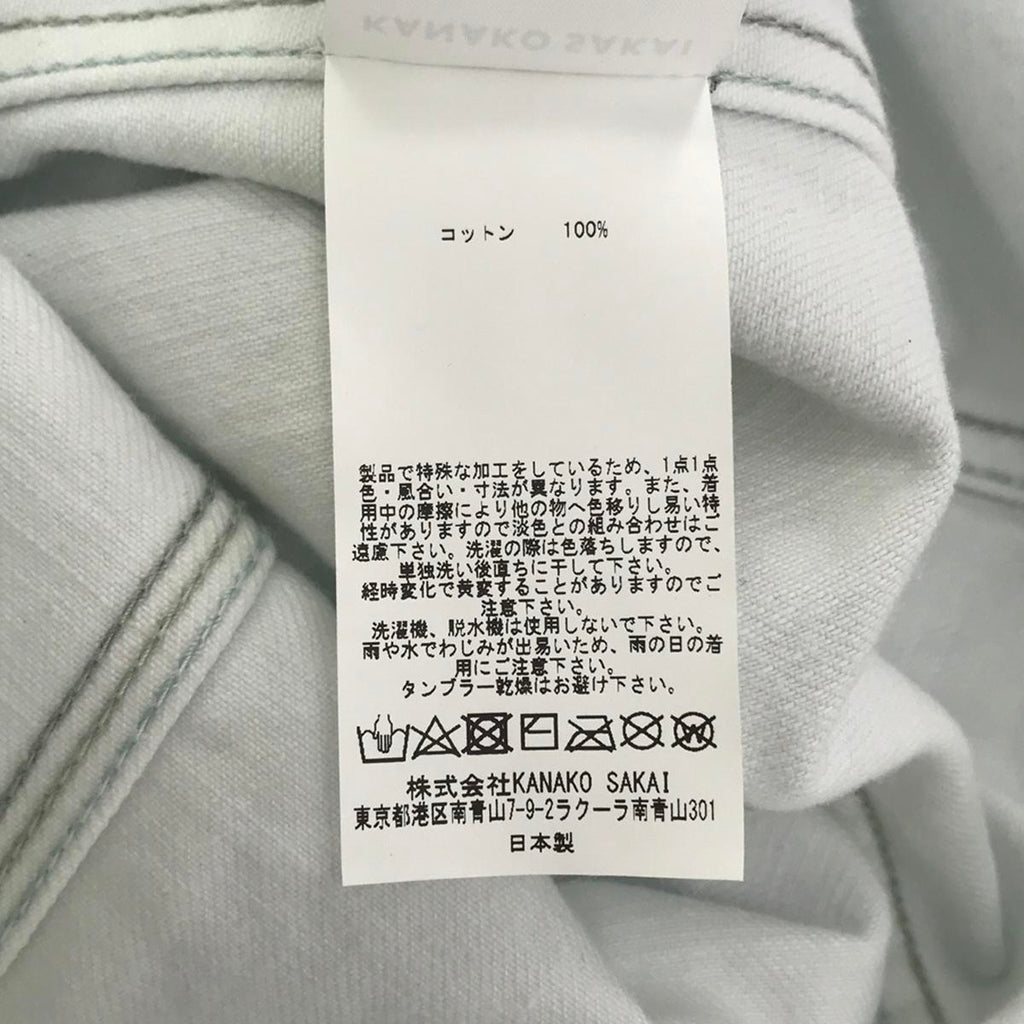 KANAKO SAKAI
コットン 100%
製品で特殊な加工をしているため、1点1点
色・風合い・寸法が異なります。また、着
用中の摩擦により他の物へ色移りし易い特
性がありますので淡色との組み合わせはご
遠慮下さい。洗濯の際は色落ちしますので、
単独洗い後直ちに干して下さい。
経時変化で黄変することがありますのでご
注意下さい。
洗濯機、脱水機は使用しないで下さい。
雨や水でわじみが出易いため、雨の日の着
用にご注意下さい。
タンブラー乾燥はお避け下さい。
W
株式会社KANAKO SAKAI
東京都港区南青山7-9-2ラクーラ南青山301
日本製